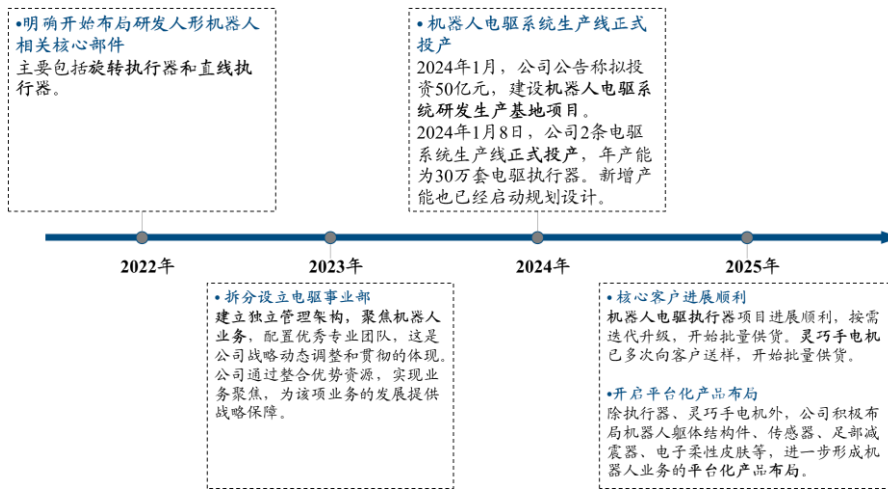 •明确开始布局研发人形机器人
相关核心部件
主要包括旋转执行器和直线执
行器。
• 机器人电驱系统生产线正式
投产
2024年1月，公司公告称拟投
资50亿元，建设机器人电驱系
统研发生产基地项目。
2024年1月8日，公司2条电驱
系统生产线正式投产，年产能
为30万套电驱执行器。新增产
能也已经启动规划设计。
2022年
2023年
2024年
2025年
• 拆分设立电驱事业部
建立独立管理架构，聚焦机器人
业务，配置优秀专业团队，这是
公司战略动态调整和贯彻的体现。
公司通过整合优势资源，实现业
务聚焦，为该项业务的发展提供
战略保障。
• 核心客户进展顺利
机器人电驱执行器项目进展顺利，按需
迭代升级，开始批量供货。灵巧手电机
已多次向客户送样，开始批量供货。
•开启平台化产品布局
除执行器、灵巧手电机外，公司积极布
局机器人躯体结构件、传感器、足部减
震器、电子柔性皮肤等，进一步形成机
器人业务的平台化产品布局。